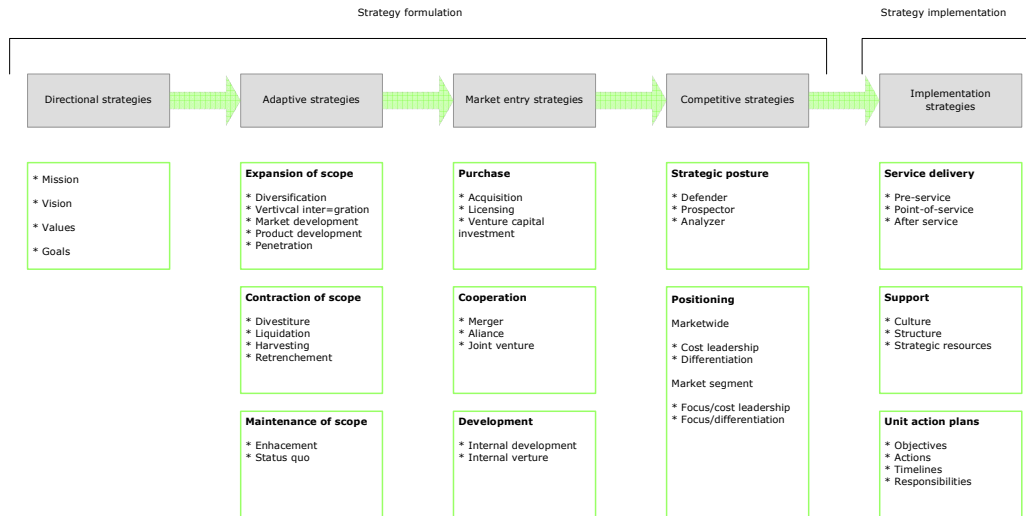 Strategy formulation
Strategy implementation
Directional strategies
Adaptive strategies
Market entry strategies
Competitive strategies
Implementation
strategies
* Mission
* Vision
* Values
* Goals
Expansion of scope
* Diversification
* Vertivcal inter=gration
* Market development
* Product development
* Penetration
Contraction of scope
* Divestiture
* Liquidation
* Harvesting
* Retrenchement
Maintenance of scope
* Enhacement
* Status quo
Purchase
* Acquisition
* Licensing
* Venture capital
investment
Cooperation
* Merger
* Aliance
* Joint venture
Development
* Internal development
* Internal verture
Strategic posture
* Defender
* Prospector
* Analyzer
Positioning
Marketwide
* Cost leadership
* Differentiation
Market segment
* Focus/cost leadership
* Focus/differentiation
Service delivery
* Pre-service
* Point-of-service
* After service
Support
* Culture
* Structure
* Strategic resources
Unit action plans
* Objectives
* Actions
* Timelines
* Responsibilities